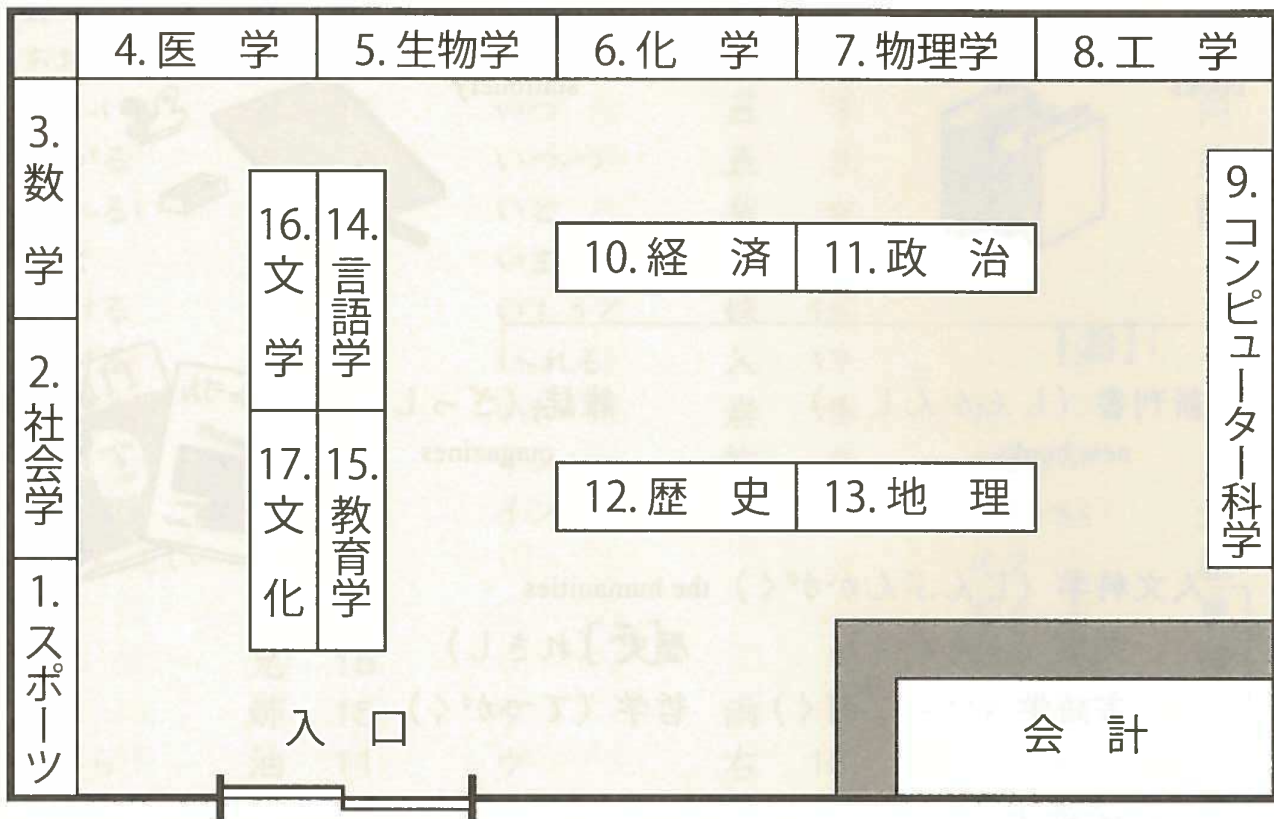 4. 医 学
5. 生物学
6. 化 学
7. 物理学
8. 工 学
3. 数 学
2. 社会学
1. スポーツ
16. 文 学
14. 言語学
17. 文 化
15. 教育学
10. 経 済
11. 政 治
12. 歴 史
13. 地 理
9. コンピューター科学
入 口
会 計